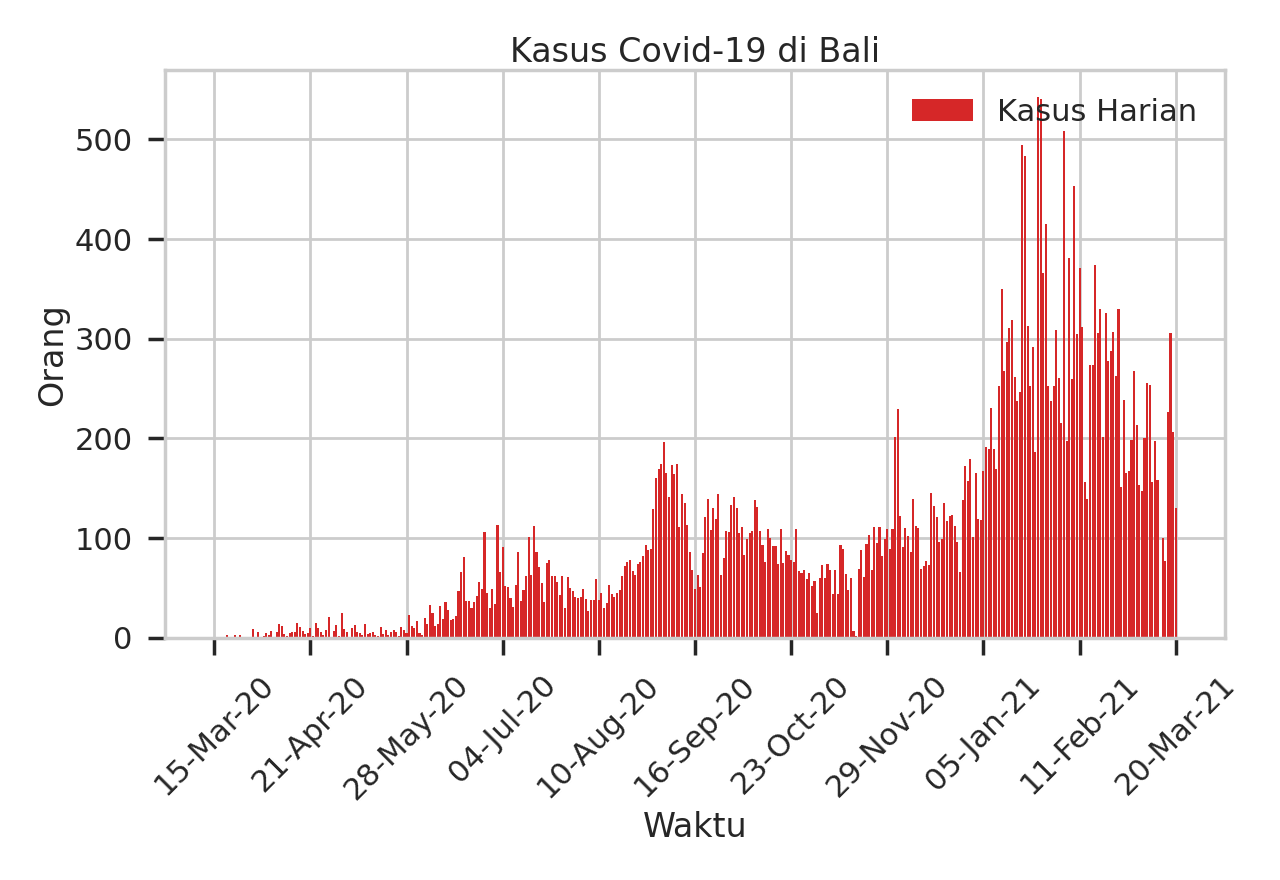 Kasus Covid-19 di Bali
Kasus Harian
500
400
300
200
100
0
Orang
15-Mar-20
21-Apr-20
28-May-20
04-Jul-20
10-Aug-20
16-Sep-20
23-Oct-20
29-Nov-20
05-Jan-21
11-Feb-21
20-Mar-21
Waktu